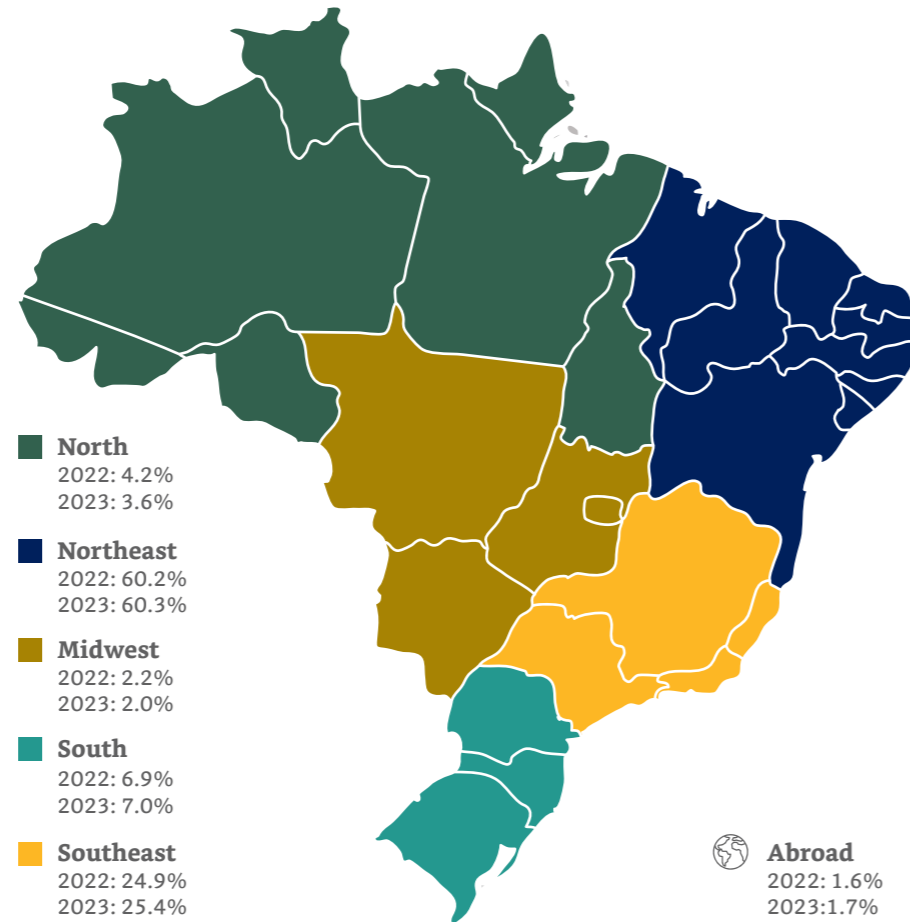 North
2022: 4.2%
2023: 3.6%
Northeast
2022: 60.2%
2023: 60.3%
Midwest
2022: 2.2%
2023: 2.0%
South
2022: 6.9%
2023: 7.0%
Southeast
2022: 24.9%
2023: 25.4%
Abroad
2022: 1.6%
2023:1.7%